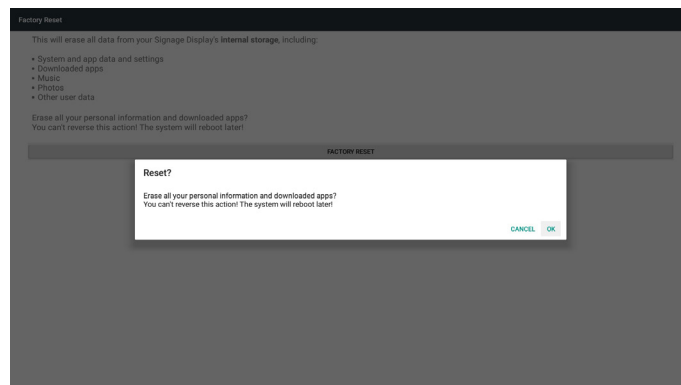 Factory Reset
This will erase all data from your Signage Display's internal storage, including:
• System and app data and settings
• Downloaded apps
• Music
• Photos
• Other user data
Erase all your personal information and downloaded apps?
You can't reverse this action! The system will reboot later!
FACTORY RESET
Reset?
Erase all your personal information and downloaded apps?
You can't reverse this action! The system will reboot later!
CANCEL OK